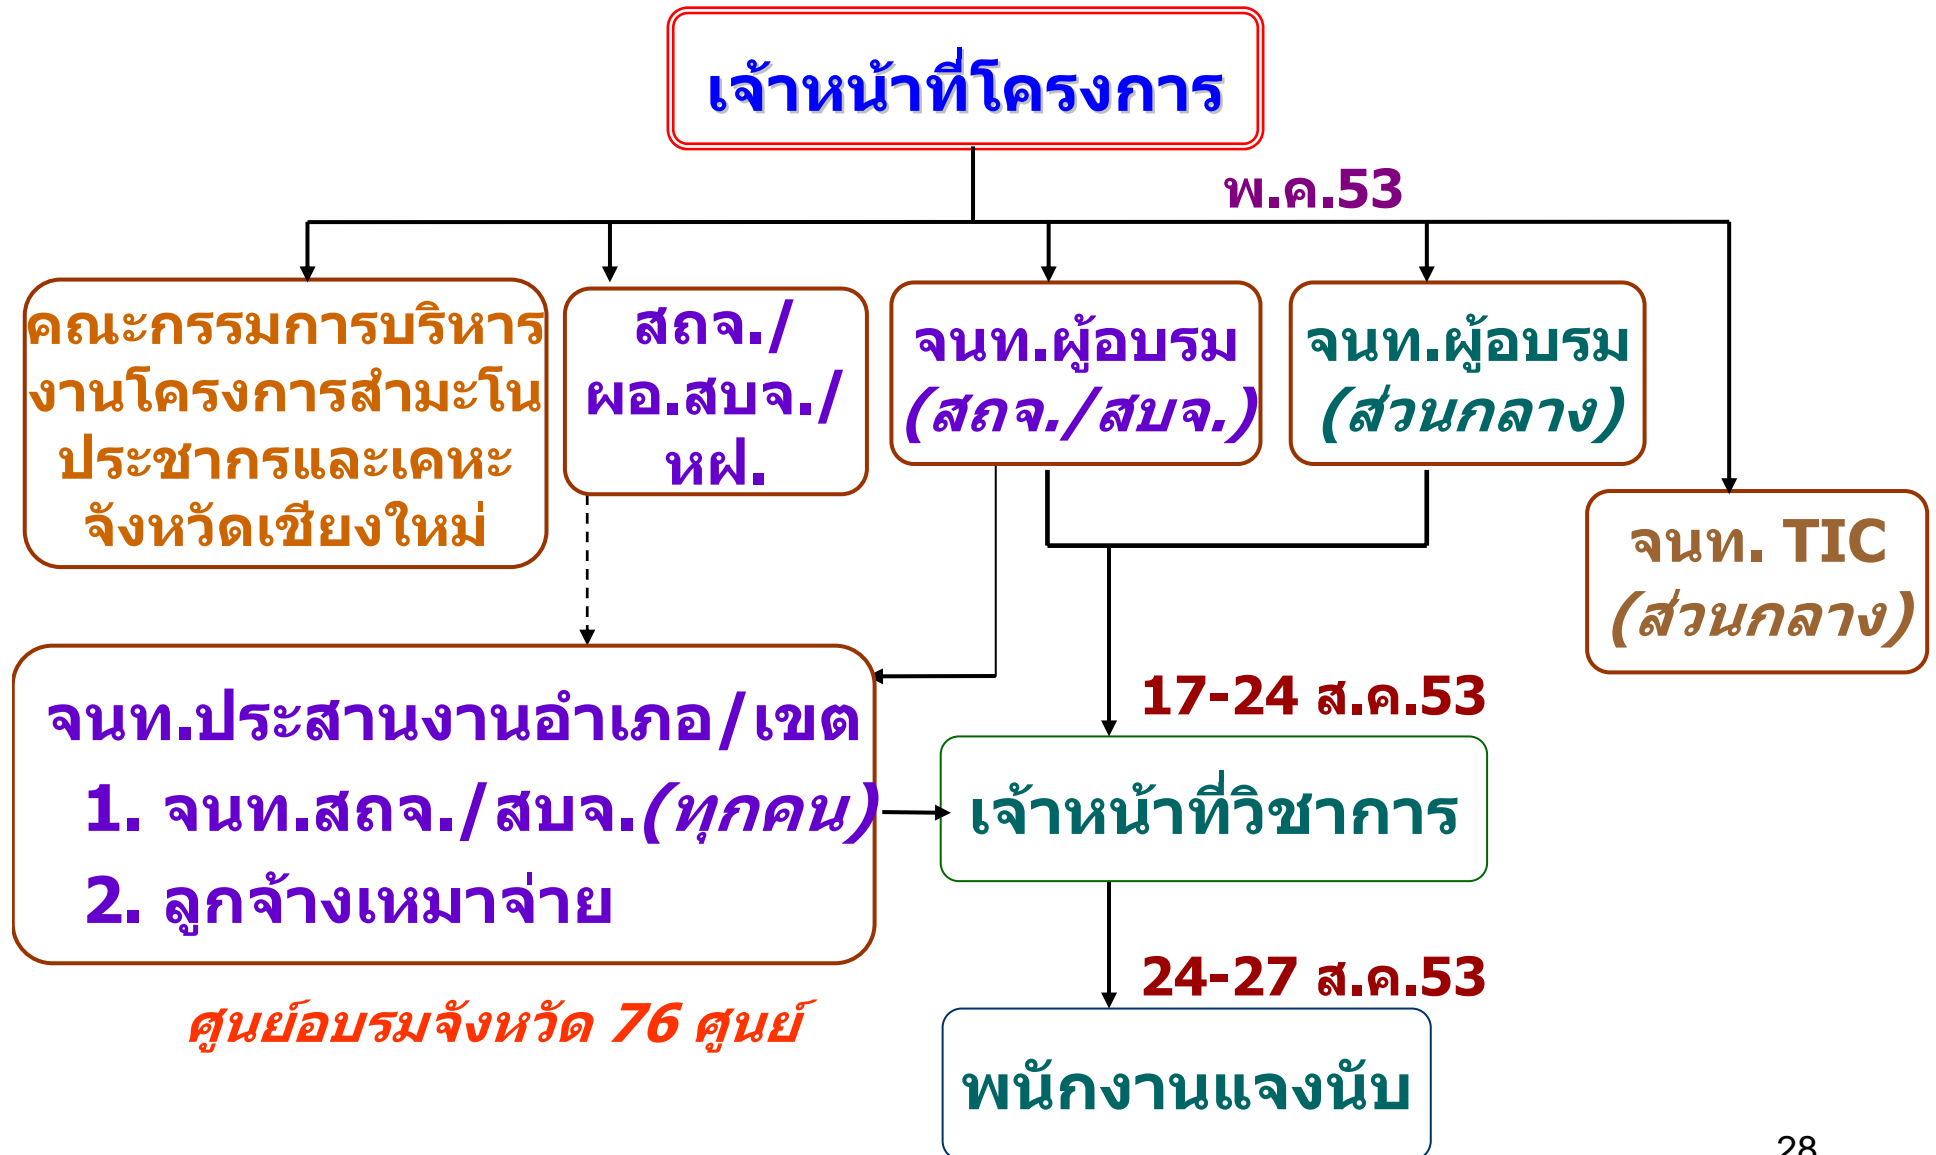 เจ้าหน้าที่โครงการ
พ.ค.53
คณะกรรมการบริหาร
งานโครงการสำมะโน
ประชากรและเคหะ
จังหวัดเชียงใหม่
สถจ./
ผอ.สบจ./
หฝ.
จนท.ผู้อบรม
(สถจ./สบจ.)
จนท.ผู้อบรม
(ส่วนกลาง)
จนท. TIC
(ส่วนกลาง)
จนท.ประสานงานอำเภอ/เขต
1. จนท.สถจ./สบจ.(ทุกคน)
2. ลูกจ้างเหมาจ่าย
17-24 ส.ค.53
เจ้าหน้าที่วิชาการ
24-27 ส.ค.53
ศูนย์อบรมจังหวัด 76 ศูนย์
พนักงานแจงนับ
28